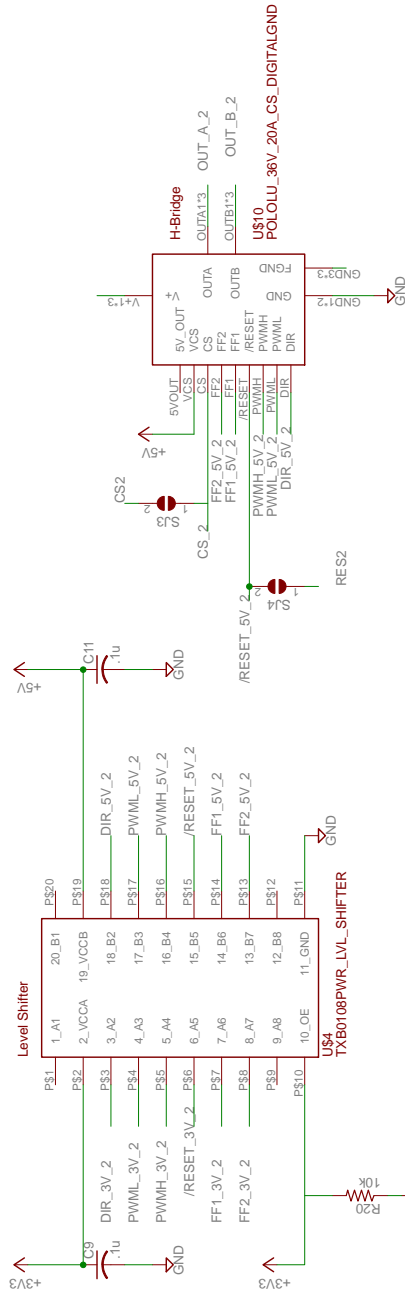 Level Shifter
P$1
1_A1
20_B1
P$20
P$2
2_VCCA
19_VCCB
P$19
P$3
3_A2
18_B2
P$18
P$4
4_A3
17_B3
P$17
P$5
5_A4
16_B4
P$16
P$6
6_A5
15_B5
P$15
P$7
7_A6
14_B6
P$14
P$8
8_A7
13_B7
P$13
P$9
9_A8
12_B8
P$12
P$10
10_OE
11_GND
P$11
U$4
TXB0108PWR_LVL_SHIFTER
+3V3
C9
.1u
GND
DIR_3V_2
PWML_3V_2
PWMH_3V_2
/RESET_3V_2
FF1_3V_2
FF2_3V_2
+3V3
R20
10k
+5V
C11
.1u
GND
DIR_5V_2
PWML_5V_2
PWMH_5V_2
/RESET_5V_2
FF1_5V_2
FF2_5V_2
GND
H-Bridge
V+1*3
V+
5VOUT
5V_OUT
VCS
VCS
CS
CS
FF2
FF2
FF1
FF1
/RESET
/RESET
PWMH
PWMH
PWML
PWML
DIR
DIR
OUTA
OUTA1*3
OUT_A_2
OUTB
OUTB1*3
OUT_B_2
FGND
GND3*3
GND
GND1*2
GND
U$10
POLOLU_36V_20A_CS_DIGITALGND
+5V
CS2
2
1
SJ3
CS_2
FF2_5V_2
FF1_5V_2
PWMH_5V_2
PWML_5V_2
DIR_5V_2
/RESET_5V_2
2
1
SJ4
RES2